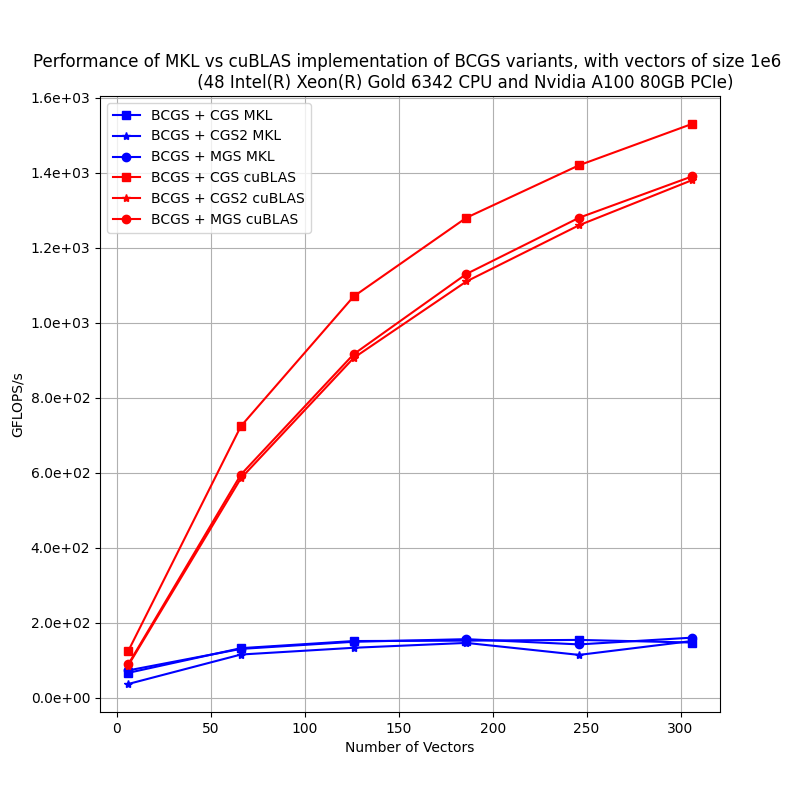 Performance of MKL vs cuBLAS implementation of BCGS variants, with vectors of size 1e6
(48 Intel(R) Xeon(R) Gold 6342 CPU and Nvidia A100 80GB PCIe)
BCGS + CGS MKL
BCGS + CGS2 MKL
BCGS + MGS MKL
BCGS + CGS cuBLAS
BCGS + CGS2 cuBLAS
BCGS + MGS cuBLAS
GFLOPS/s
1.6e+03
1.4e+03
1.2e+03
1.0e+03
8.0e+02
6.0e+02
4.0e+02
2.0e+02
0.0e+00
0 50 100 150 200 250 300
Number of Vectors